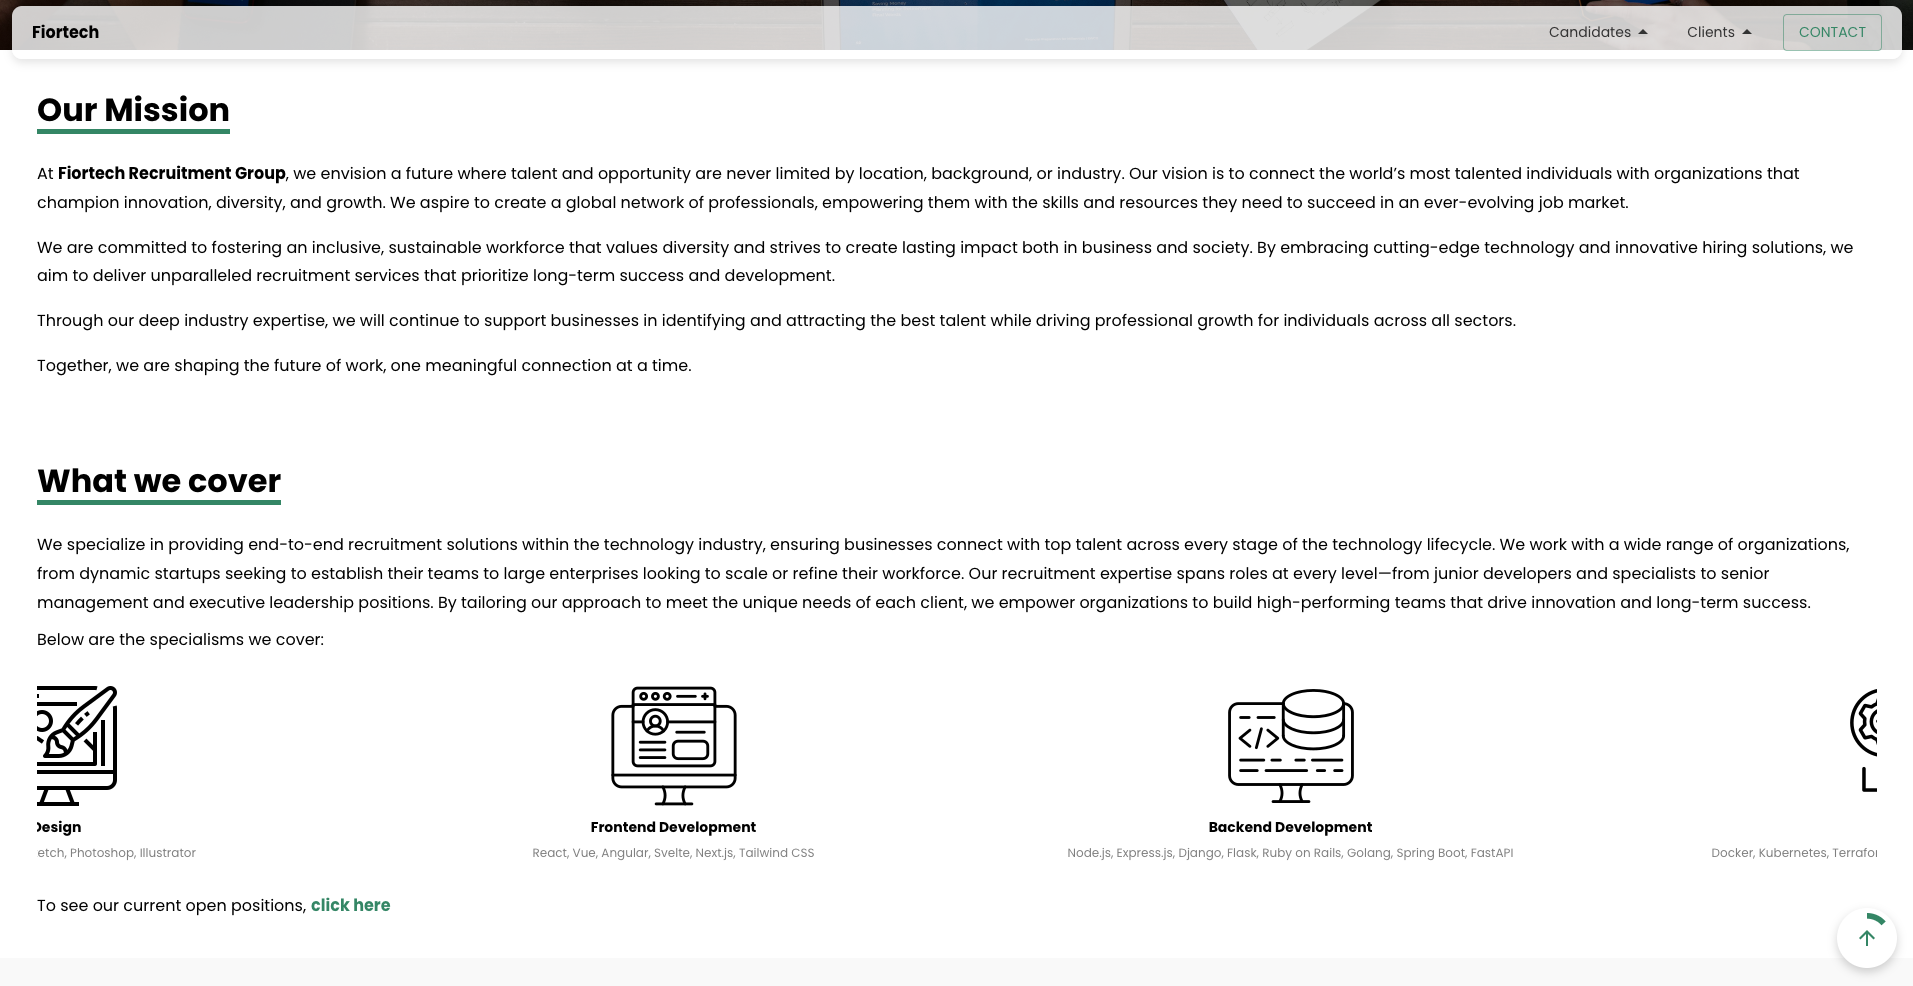 Fiortech
Candidates
Clients
CONTACT
Our Mission
At Fiortech Recruitment Group, we envision a future where talent and opportunity are never limited by location, background, or industry. Our vision is to connect the world’s most talented individuals with organizations that
champion innovation, diversity, and growth. We aspire to create a global network of professionals, empowering them with the skills and resources they need to succeed in an ever-evolving job market.
We are committed to fostering an inclusive, sustainable workforce that values diversity and strives to create lasting impact both in business and society. By embracing cutting-edge technology and innovative hiring solutions, we
aim to deliver unparalleled recruitment services that prioritize long-term success and development.
Through our deep industry expertise, we will continue to support businesses in identifying and attracting the best talent while driving professional growth for individuals across all sectors.
Together, we are shaping the future of work, one meaningful connection at a time.
What we cover
We specialize in providing end-to-end recruitment solutions within the technology industry, ensuring businesses connect with top talent across every stage of the technology lifecycle. We work with a wide range of organizations,
from dynamic startups seeking to establish their teams to large enterprises looking to scale or refine their workforce. Our recruitment expertise spans roles at every level—from junior developers and specialists to senior
management and executive leadership positions. By tailoring our approach to meet the unique needs of each client, we empower organizations to build high-performing teams that drive innovation and long-term success.
Below are the specialisms we cover:
Design
etch, Photoshop, Illustrator
Frontend Development
React, Vue, Angular, Svelte, Next.js, Tailwind CSS
Backend Development
Node.js, Express.js, Django, Flask, Ruby on Rails, Golang, Spring Boot, FastAPI
Docker, Kubernetes, Terrafor
To see our current open positions, click here